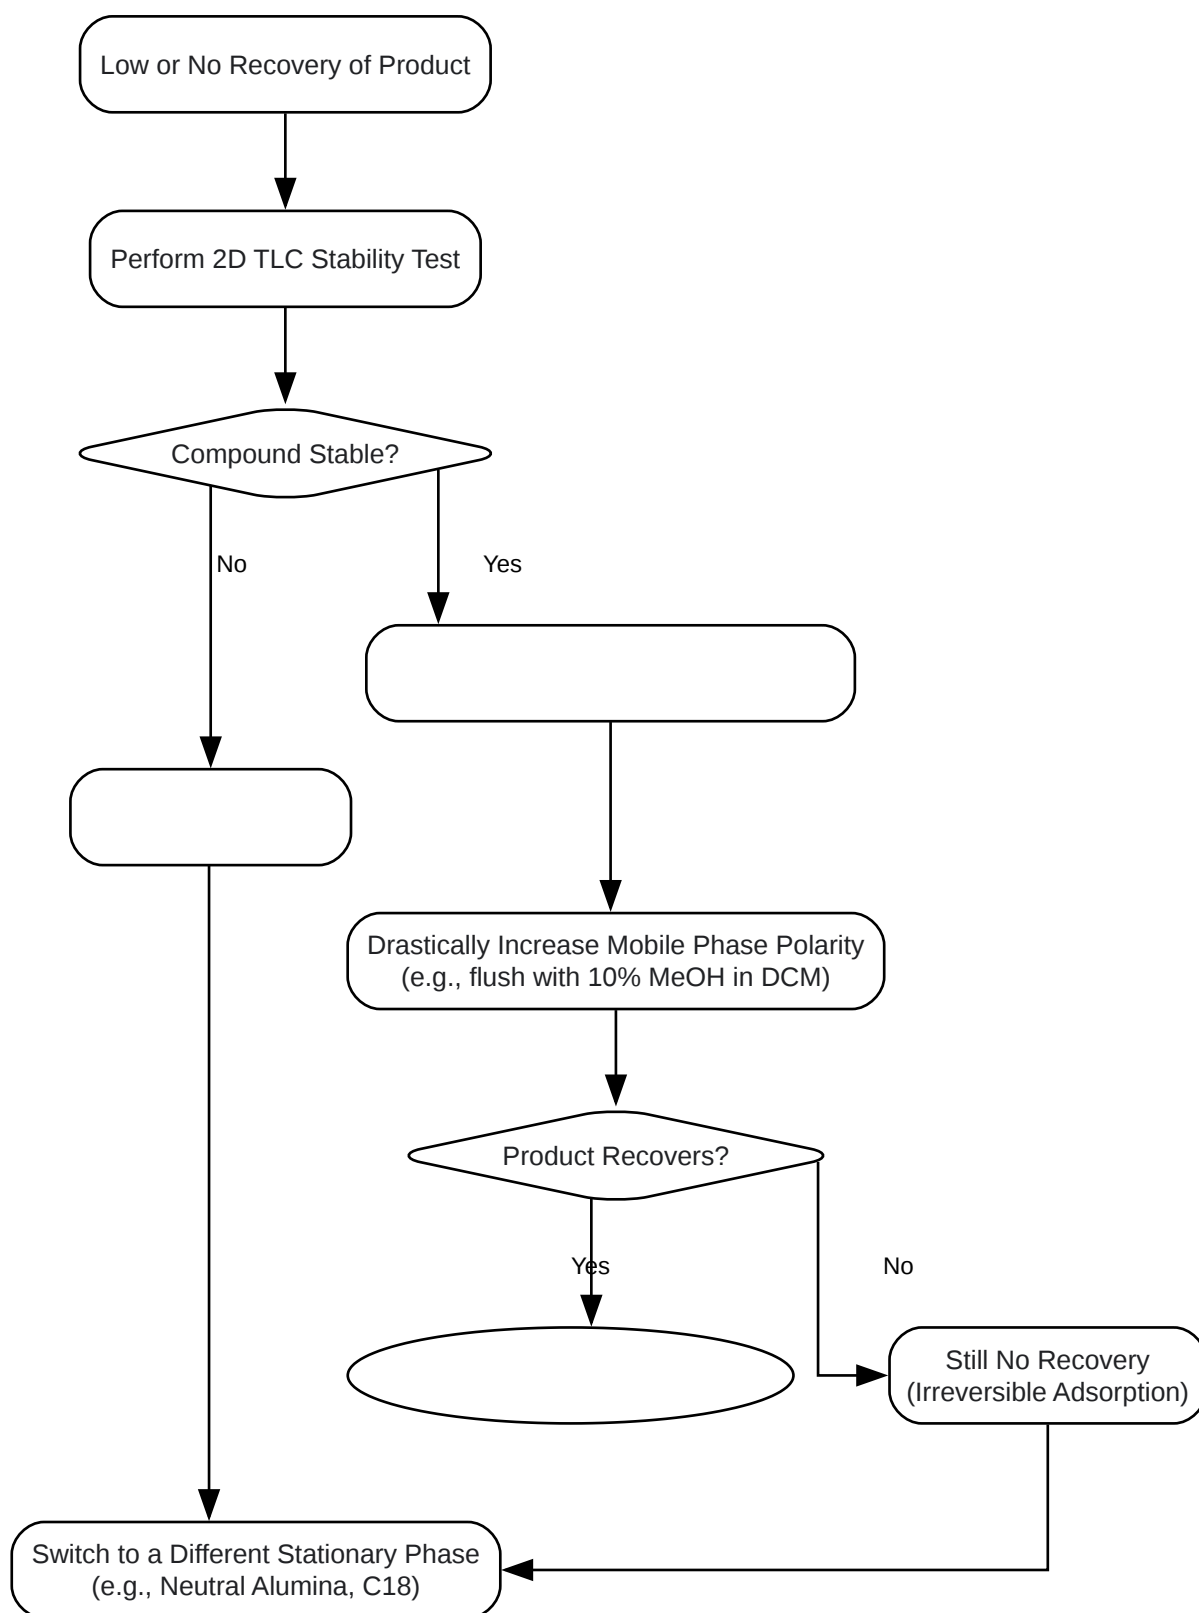 Low or No Recovery of Product
Perform 2D TLC Stability Test
Compound Stable?
No
Yes
Drastically Increase Mobile Phase Polarity
(e.g., flush with 10% MeOH in DCM)
Product Recovers?
Yes
No
Still No Recovery
(Irreversible Adsorption)
Switch to a Different Stationary Phase
(e.g., Neutral Alumina, C18)